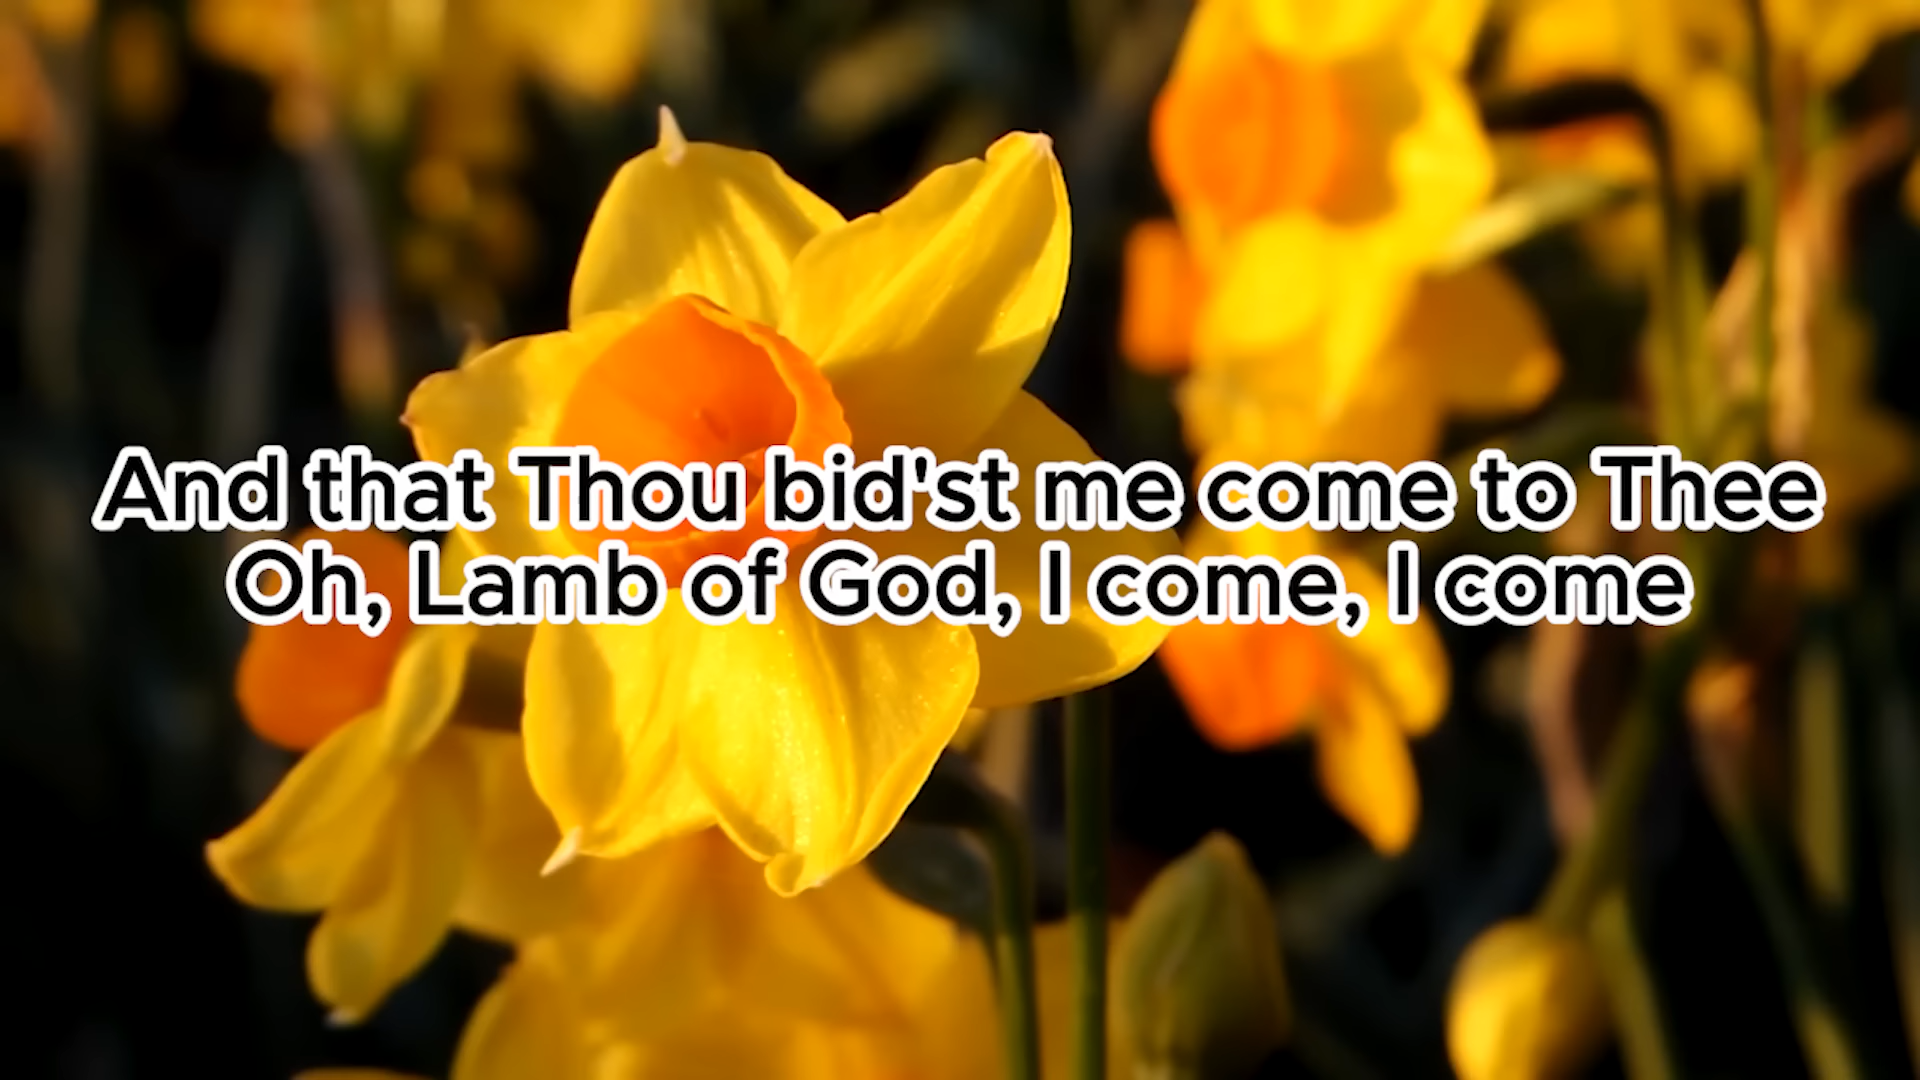 And that Thou bid'st me come to Thee
Oh, Lamb of God, I come, I come